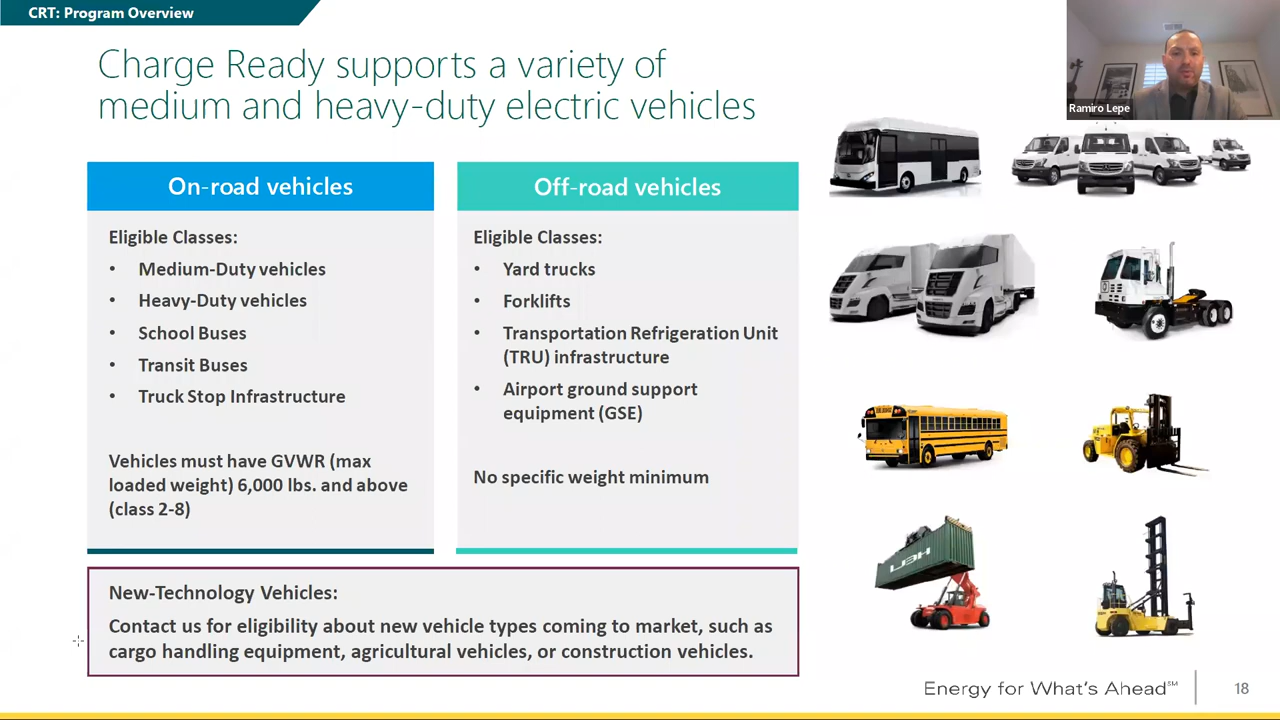 CRT: Program Overview
Charge Ready supports a variety of
medium and heavy-duty electric vehicles
Ramiro Lepe
On-road vehicles
Eligible Classes:
• Medium-Duty vehicles
• Heavy-Duty vehicles
• School Buses
• Transit Buses
• Truck Stop Infrastructure
Vehicles must have GVWR (max
loaded weight) 6,000 lbs. and above
(class 2-8)
Off-road vehicles
Eligible Classes:
• Yard trucks
• Forklifts
• Transportation Refrigeration Unit
(TRU) infrastructure
• Airport ground support
equipment (GSE)
No specific weight minimum
New-Technology Vehicles:
Contact us for eligibility about new vehicle types coming to market, such as
cargo handling equipment, agricultural vehicles, or construction vehicles.
Energy for What's Ahead℠
18